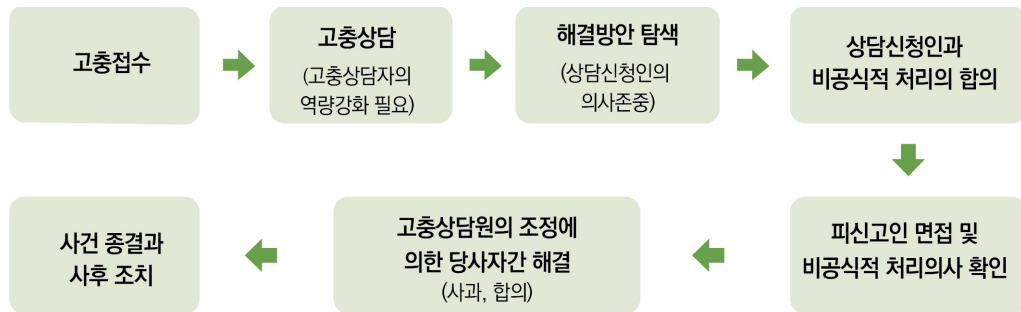 고충접수
고충상담
(고충상담자의
역량강화 필요)
해결방안 탐색
(상담신청인의
의사존중)
상담신청인과
비공식적 처리의 합의
피신고인 면접 및
비공식적 처리의사 확인
고충상담원의 조정에
의한 당사자간 해결
(사과, 합의)
사건 종결과
사후 조치